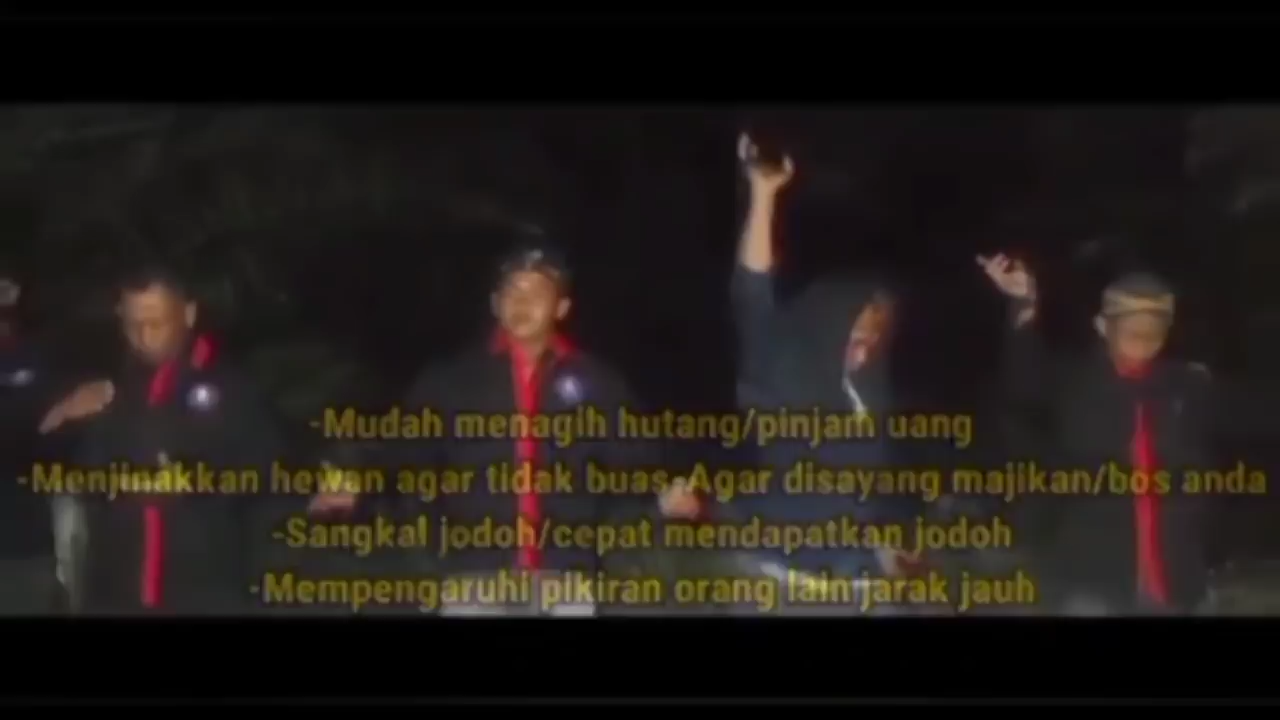 -Mudah menagih hutang/pinjam uang
-Menjinakkan hewan agar tidak buas-Agar disayang majikan/bos anda
-Sangkal jodoh/cepat mendapatkan jodoh
-Mempengaruhi pikiran orang lain jarak jauh